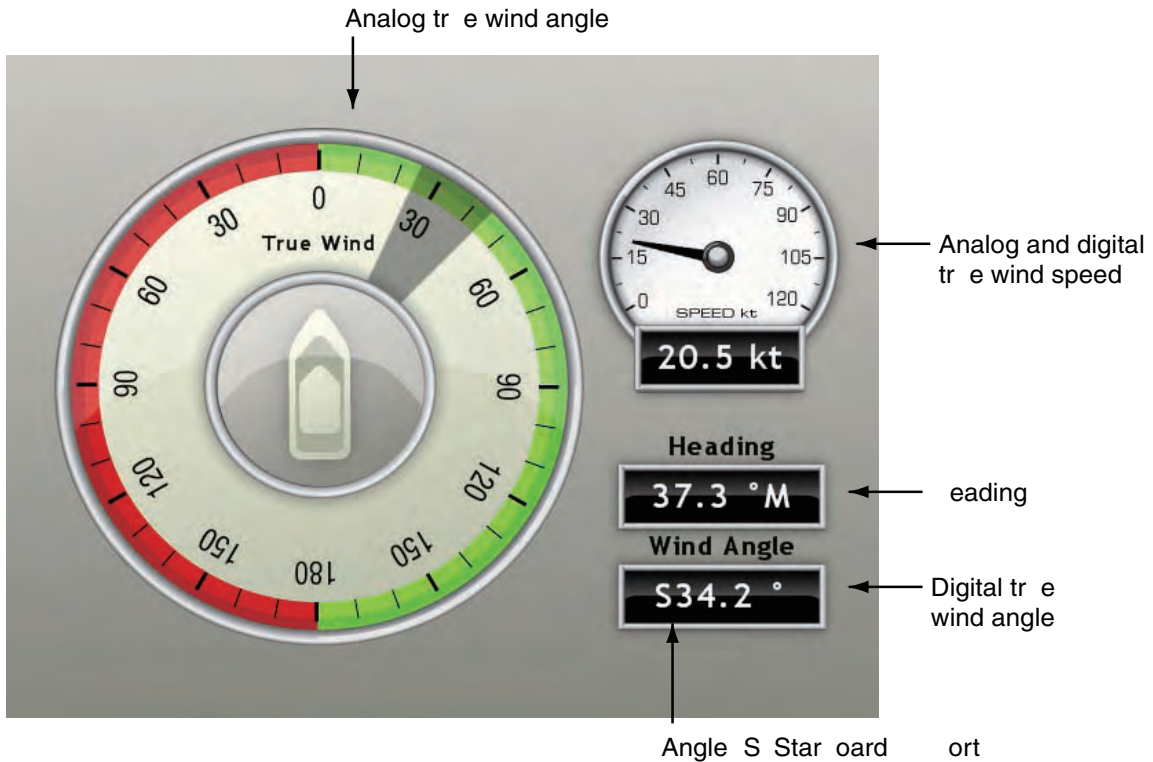 Analog tr e wind angle
0
30
60
90
120
150
180
150
120
90
60
30
True Wind
0
15
30
45
60
75
90
105
120
SPEED kt
20.5 kt
Analog and digital
tr e wind speed
Heading
37.3 °M
eading
Wind Angle
S34.2 °
Digital tr e
wind angle
Angle S Star oard ort